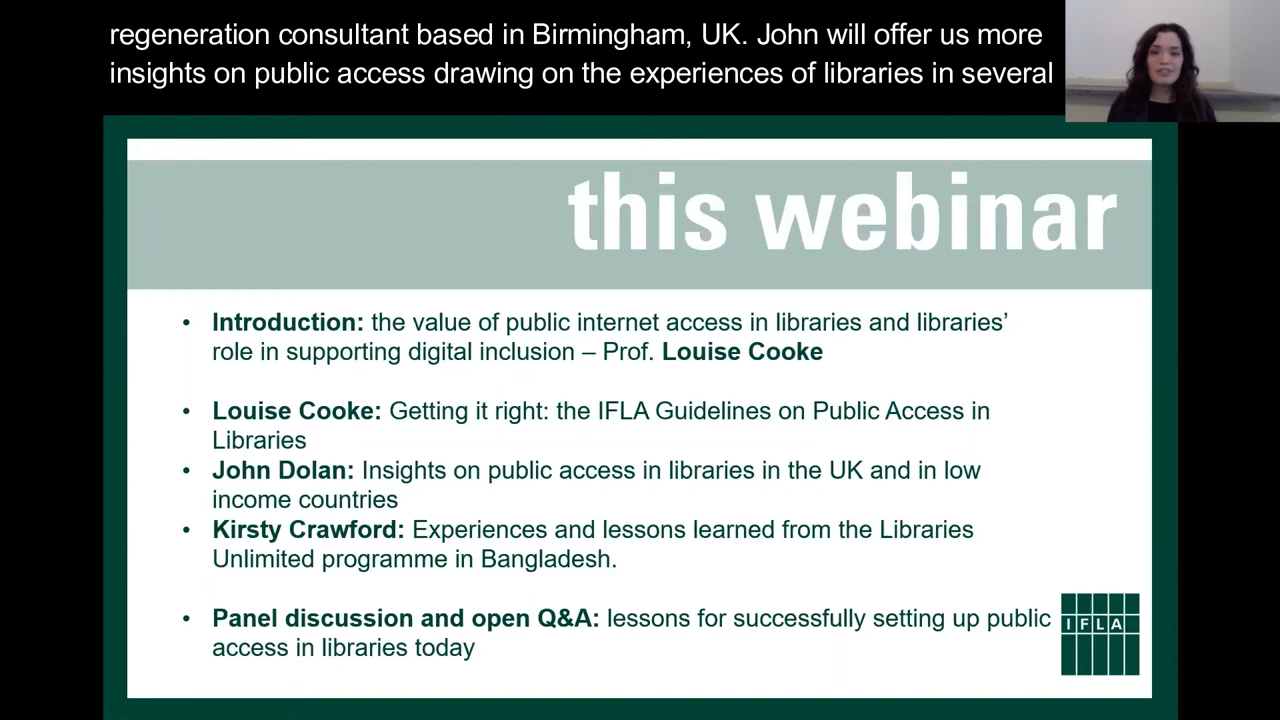 regeneration consultant based in Birmingham, UK. John will offer us more
insights on public access drawing on the experiences of libraries in several
this webinar
• Introduction: the value of public internet access in libraries and libraries’
role in supporting digital inclusion – Prof. Louise Cooke
• Louise Cooke: Getting it right: the IFLA Guidelines on Public Access in
Libraries
• John Dolan: Insights on public access in libraries in the UK and in low
income countries
• Kirsty Crawford: Experiences and lessons learned from the Libraries
Unlimited programme in Bangladesh.
• Panel discussion and open Q&A: lessons for successfully setting up public
access in libraries today
IFLA